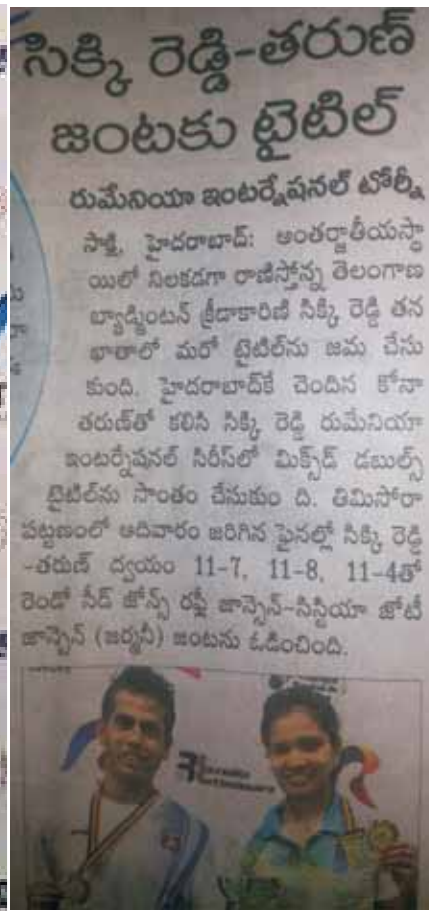 సిక్కి రెడ్డి-తరుణ్
జంటకు టైటిల్
రుమేనియా ఇంటర్నేషనల్ టోర్నీ
సాక్షి, హైదరాబాద్: అంతర్జాతీయస్థా
యిలో నిలకడగా రాణిస్తోన్న తెలంగాణ
బ్యాడ్మింటన్ క్రీడాకారిణి సిక్కి రెడ్డి తన
ఖాతాలో మరో టైటిల్‌ను జమ చేసు
కుంది. హైదరాబాద్‌కే చెందిన కోనా
తరుణ్‌తో కలిసి సిక్కి రెడ్డి రుమేనియా
ఇంటర్నేషనల్ సిరీస్‌లో మిక్స్‌డ్ డబుల్స్
టైటిల్‌ను సొంతం చేసుకుం ది. తిమిసోరా
పట్టణంలో ఆదివారం జరిగిన ఫైనల్లో సిక్కి రెడ్డి
-తరుణ్ ద్వయం 11-7, 11-8, 11-4తో
రెండో సీడ్ జోన్స్ రల్ఫీ జాన్సెన్-సిస్టియా జోటీ
జాన్సెన్ (జర్మనీ) జంటను ఓడించింది.